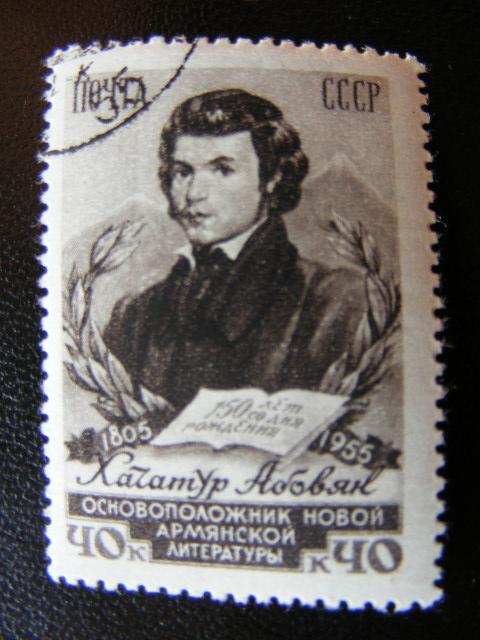 ПОЧТА СССР
150 лет
со дня
рождения
1805 1955
Хачатур Абовян
ОСНОВОПОЛОЖНИК НОВОЙ
АРМЯНСКОЙ
ЛИТЕРАТУРЫ
40к к40